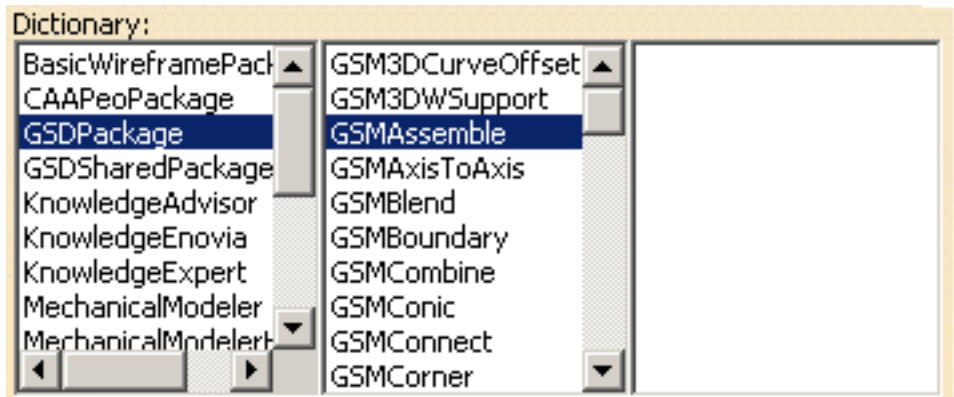 Dictionary:
BasicWireframePack
CAAPeoPackage
GSDPackage
GSDSharedPackage
KnowledgeAdvisor
KnowledgeEnovia
KnowledgeExpert
MechanicalModeler
MechanicalModelerE
GSM3DCurveOffset
GSM3DWSupport
GSMAssemble
GSMAxisToAxis
GSMBlend
GSMBoundary
GSMCombine
GSMConic
GSMConnect
GSMCorner